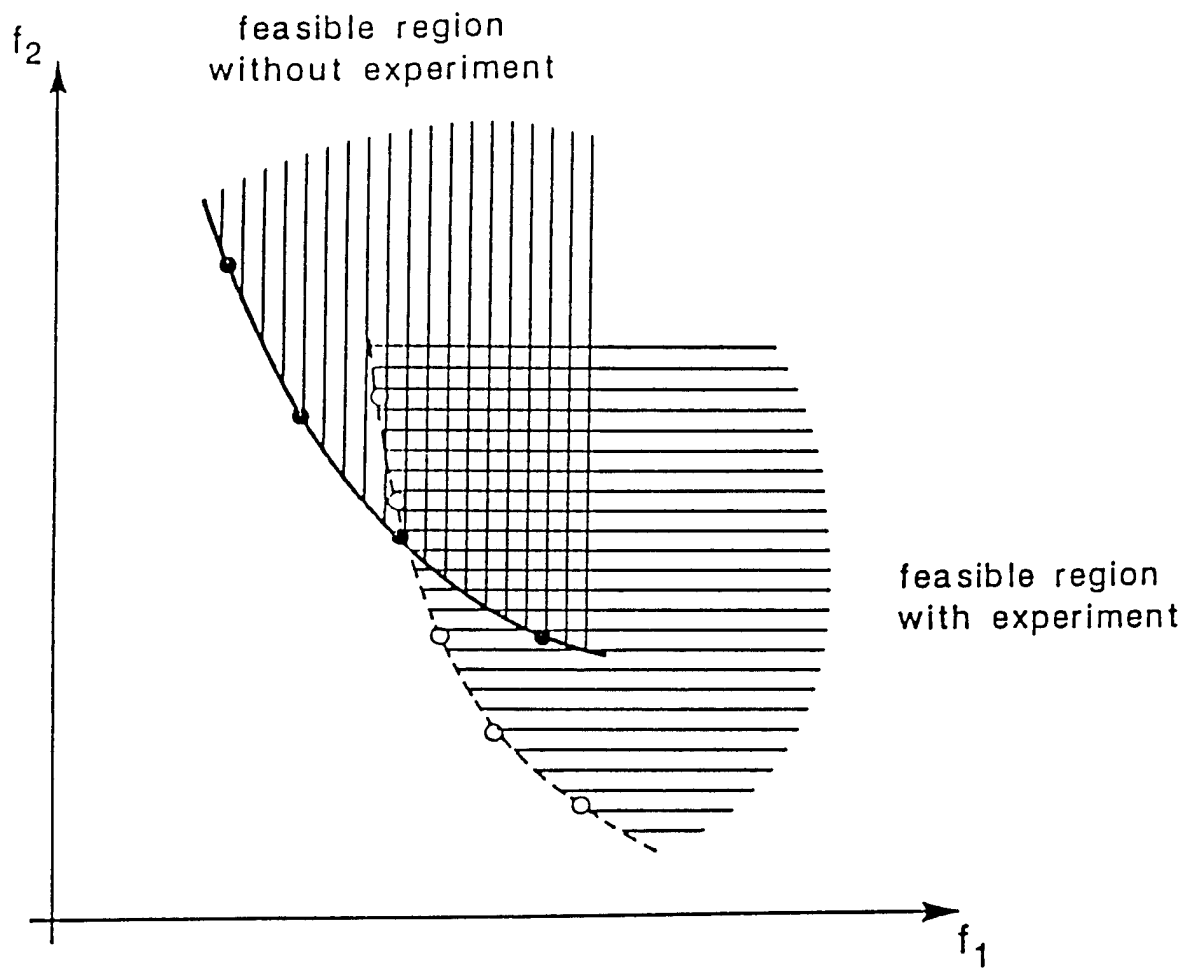 f2
feasible region
without experiment
feasible region
with experiment
f1